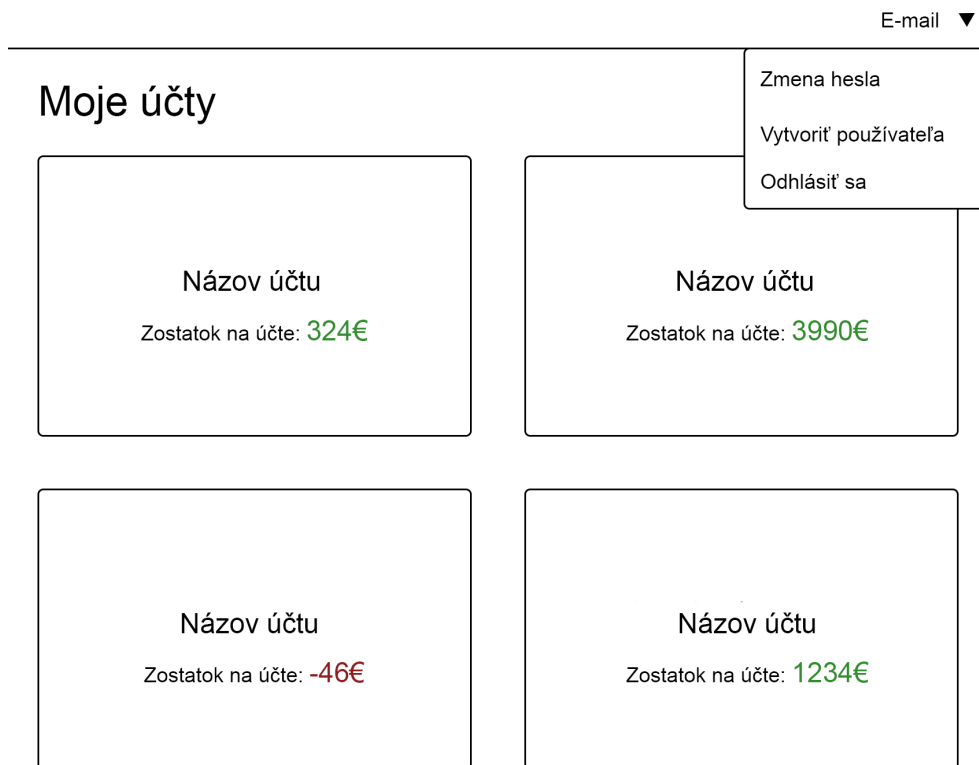 E-mail ▼
Zmena hesla
Vytvoriť používateľa
Odhlásiť sa
Moje účty
Názov účtu
Zostatok na účte: 324€
Názov účtu
Zostatok na účte: 3990€
Názov účtu
Zostatok na účte: -46€
Názov účtu
Zostatok na účte: 1234€